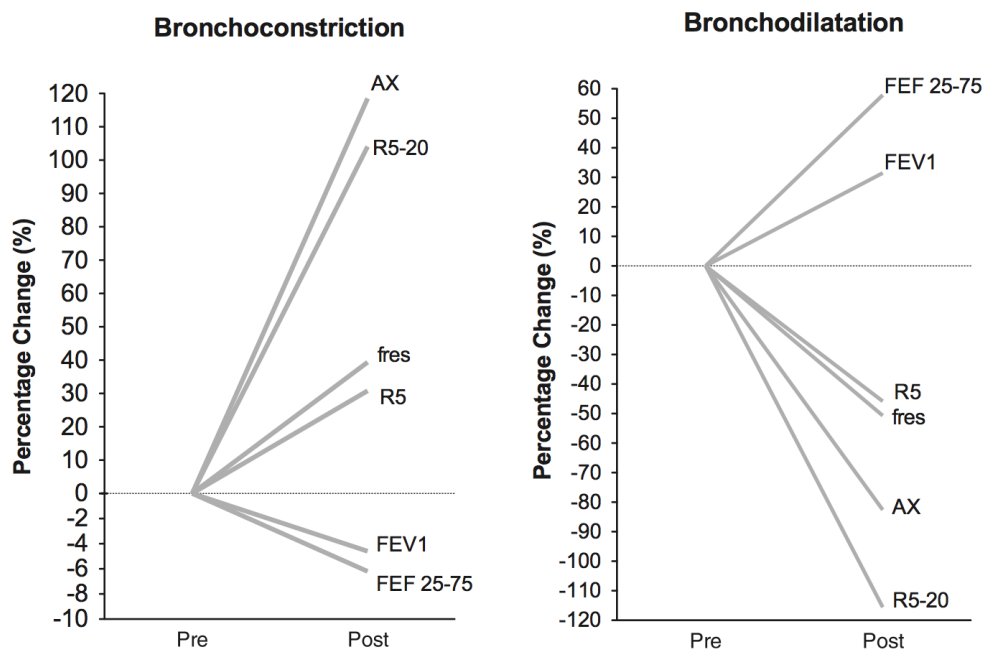 Bronchoconstriction
Percentage Change (%)
120
110
100
90
80
70
60
50
40
30
20
10
0
-2
-4
-6
-8
-10
AX
R5-20
fres
R5
FEV1
FEF 25-75
Pre
Post
Bronchodilatation
Percentage Change (%)
60
50
40
30
20
10
0
-10
-20
-30
-40
-50
-60
-70
-80
-90
-100
-110
-120
FEF 25-75
FEV1
R5
fres
AX
R5-20
Pre
Post